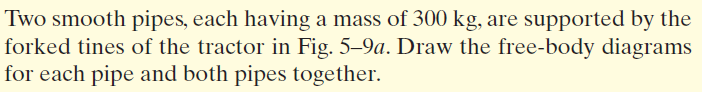 Two smooth pipes, each having a mass of 300 kg, are supported by the
forked tines of the tractor in Fig. 5–9a. Draw the free-body diagrams
for each pipe and both pipes together.